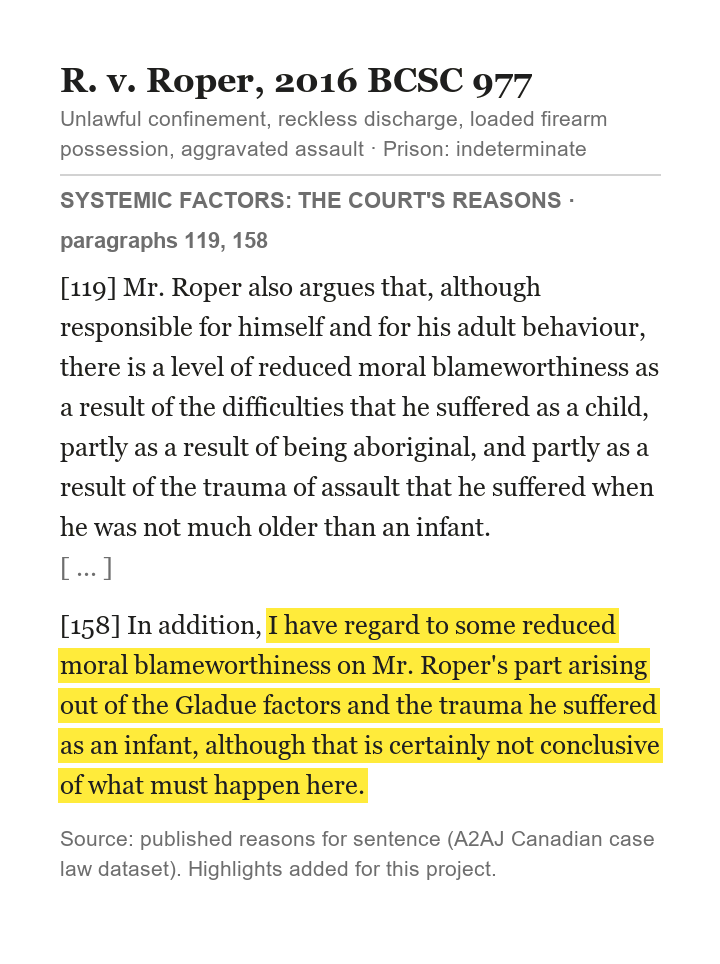 R. v. Roper, 2016 BCSC 977
Unlawful confinement, reckless discharge, loaded firearm
possession, aggravated assault · Prison: indeterminate
SYSTEMIC FACTORS: THE COURT'S REASONS ·
paragraphs 119, 158
[119] Mr. Roper also argues that, although
responsible for himself and for his adult behaviour,
there is a level of reduced moral blameworthiness as
a result of the difficulties that he suffered as a child,
partly as a result of being aboriginal, and partly as a
result of the trauma of assault that he suffered when
he was not much older than an infant.
[ ... ]
[158] In addition, I have regard to some reduced
moral blameworthiness on Mr. Roper's part arising
out of the Gladue factors and the trauma he suffered
as an infant, although that is certainly not conclusive
of what must happen here.
Source: published reasons for sentence (A2AJ Canadian case
law dataset). Highlights added for this project.